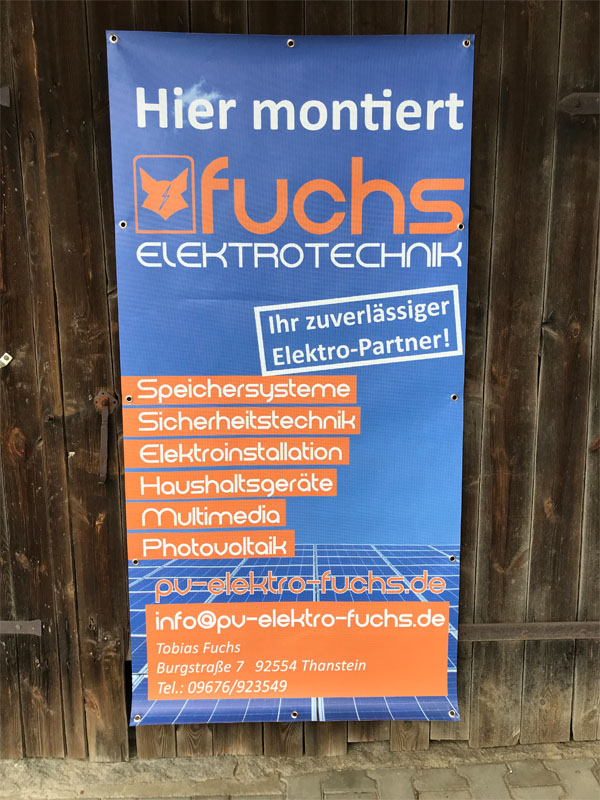 Hier montiert
fuchs
ELEKTROTECHNIK
Ihr zuverlässiger
Elektro-Partner!
Speichersysteme
Sicherheitstechnik
Elektroinstallation
Haushaltsgeräte
Multimedia
Photovoltaik
pv-elektro-fuchs.de
info@pv-elektro-fuchs.de
Tobias Fuchs
Burgstraße 7 92554 Thanstein
Tel.: 09676/923549